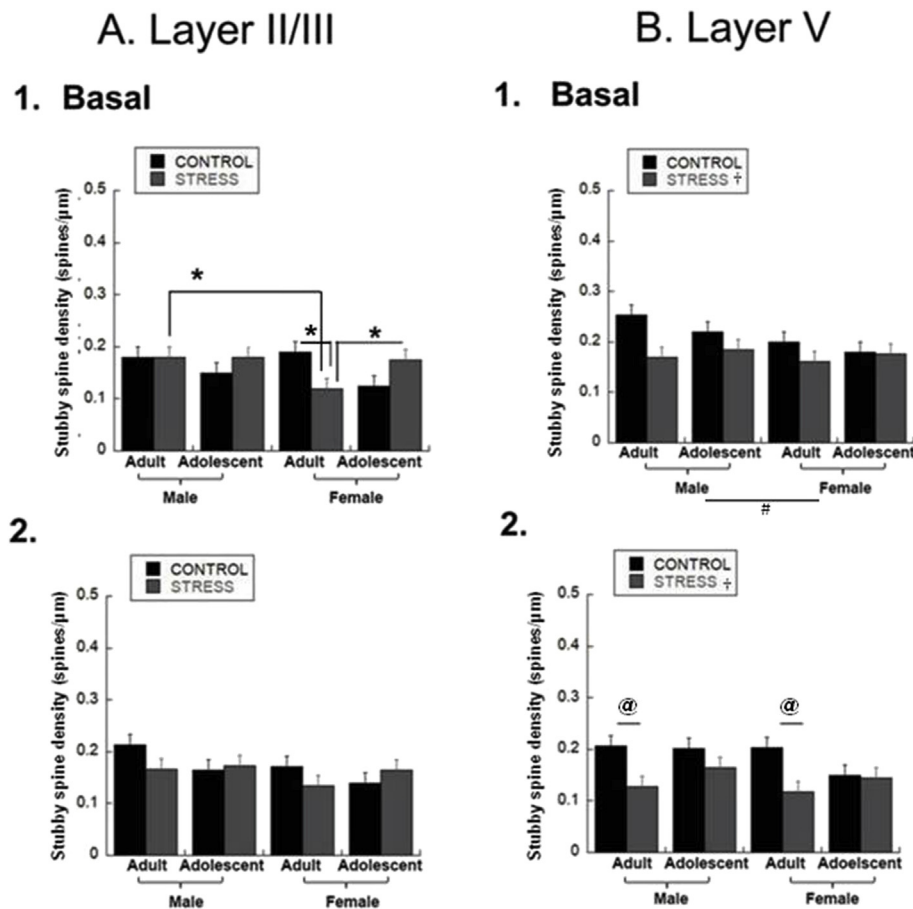 A. Layer II/III
1. Basal
CONTROL
STRESS
Stubby spine density (spines/µm)
0.5
0.4
0.3
0.2
0.1
0
*
*
*
Adult Adolescent Adult Adolescent
Male Female
2.
CONTROL
STRESS
Stubby spine density (spines/µm)
0.5
0.4
0.3
0.2
0.1
0
Adult Adolescent Adult Adolescent
Male Female
B. Layer V
1. Basal
CONTROL
STRESS †
Stubby spine density (spines/µm)
0.5
0.4
0.3
0.2
0.1
0
Adult Adolescent Adult Adolescent
Male Female
#
2.
CONTROL
STRESS †
Stubby spine density (spines/µm)
0.5
0.4
0.3
0.2
0.1
0
@ @
Adult Adolescent Adult Adoelscent
Male Female